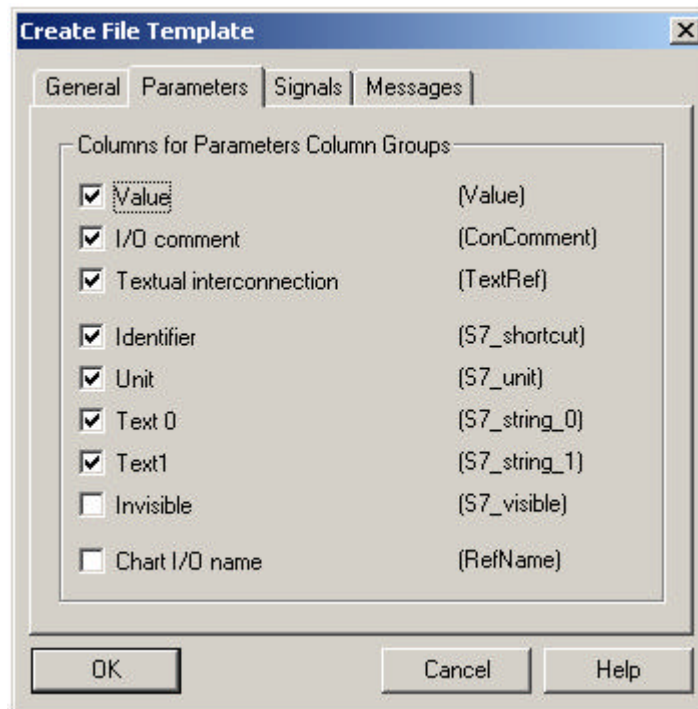 Create File Template
General Parameters Signals Messages
Columns for Parameters Column Groups
Value (Value)
I/O comment (ConComment)
Textual interconnection (TextRef)
Identifier (S7_shortcut)
Unit (S7_unit)
Text 0 (S7_string_0)
Text1 (S7_string_1)
Invisible (S7_visible)
Chart I/O name (RefName)
OK Cancel Help